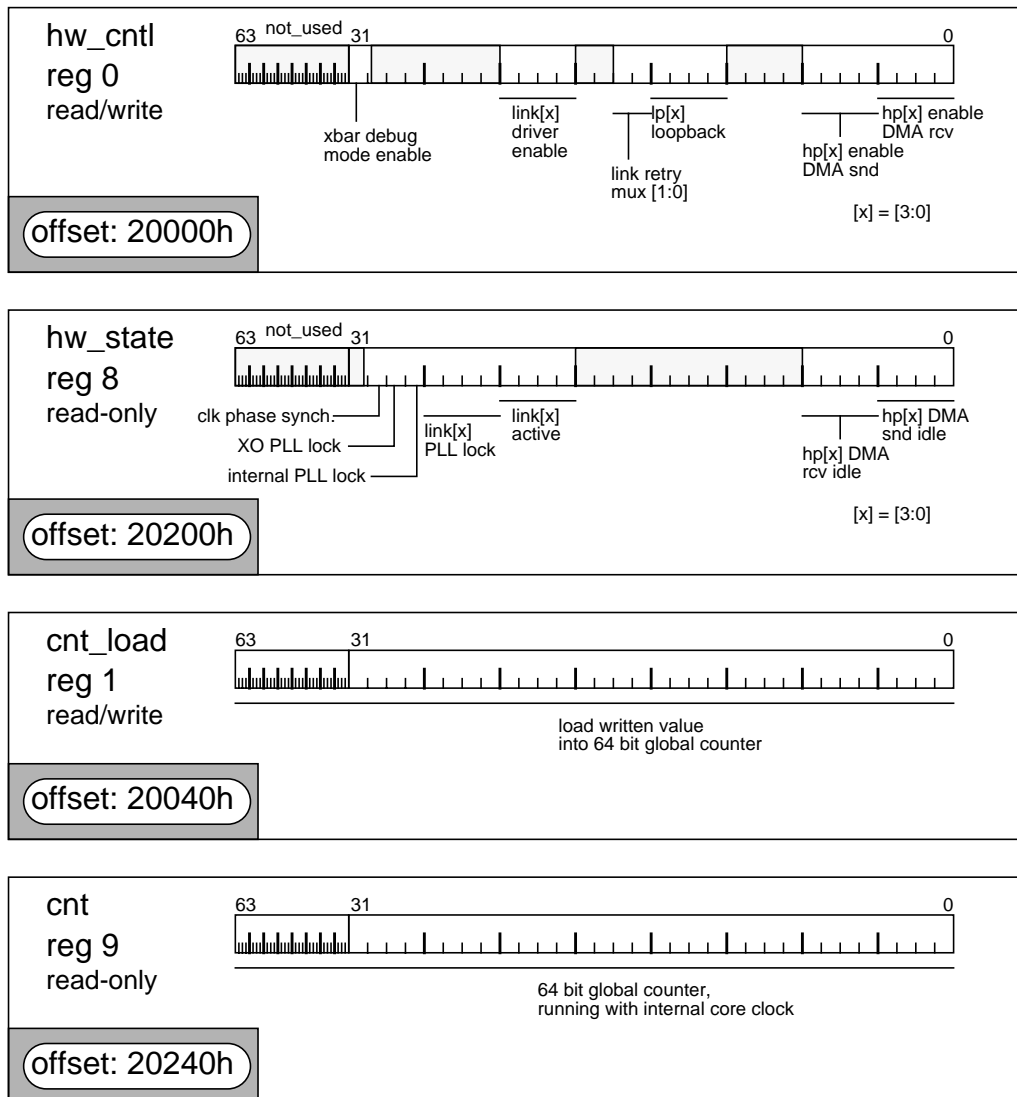 hw_cntl
reg 0
read/write
63 not_used 31 0
xbar debug
mode enable
link[x]
driver
enable
link retry
mux [1:0]
lp[x]
loopback
hp[x] enable
DMA snd
hp[x] enable
DMA rcv
[x] = [3:0]
offset: 20000h
hw_state
reg 8
read-only
63 not_used 31 0
clk phase synch.
XO PLL lock
internal PLL lock
link[x]
PLL lock
link[x]
active
hp[x] DMA
rcv idle
hp[x] DMA
snd idle
[x] = [3:0]
offset: 20200h
cnt_load
reg 1
read/write
63 31 0
load written value
into 64 bit global counter
offset: 20040h
cnt
reg 9
read-only
63 31 0
64 bit global counter,
running with internal core clock
offset: 20240h